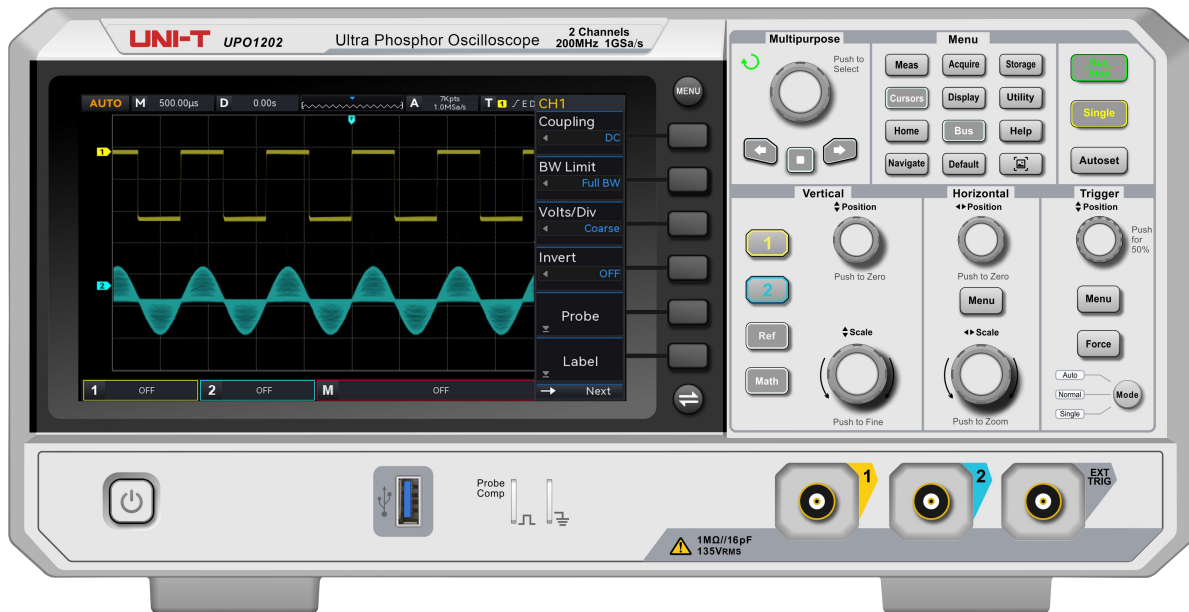 UNI-T UPO1202 Ultra Phosphor Oscilloscope 2 Channels
200MHz 1GSa/s
MENU
AUTO M 500.00μs D 0.00s A 7Kpts T 1 CH1
1.0MSa/s
Coupling
DC
BW Limit
Full BW
Volts/Div
Coarse
Invert
OFF
Probe
Label
Next
T
1
2
1 OFF 2 OFF M OFF
Multipurpose
Push to
Select
Menu
Meas Acquire Storage
Cursors Display Utility
Home Bus Help
Navigate Default
Run
Stop
Single
Autoset
Vertical
Position
Push to Zero
1
2
Ref
Math
Scale
Push to Fine
Horizontal
Position
Push to Zero
Menu
Scale
Push to Zoom
Trigger
Position
Push
for
50%
Menu
Force
Auto
Normal
Single
Mode
Probe
Comp
1
2
EXT
TRIG
1MΩ//16pF
135VRMS